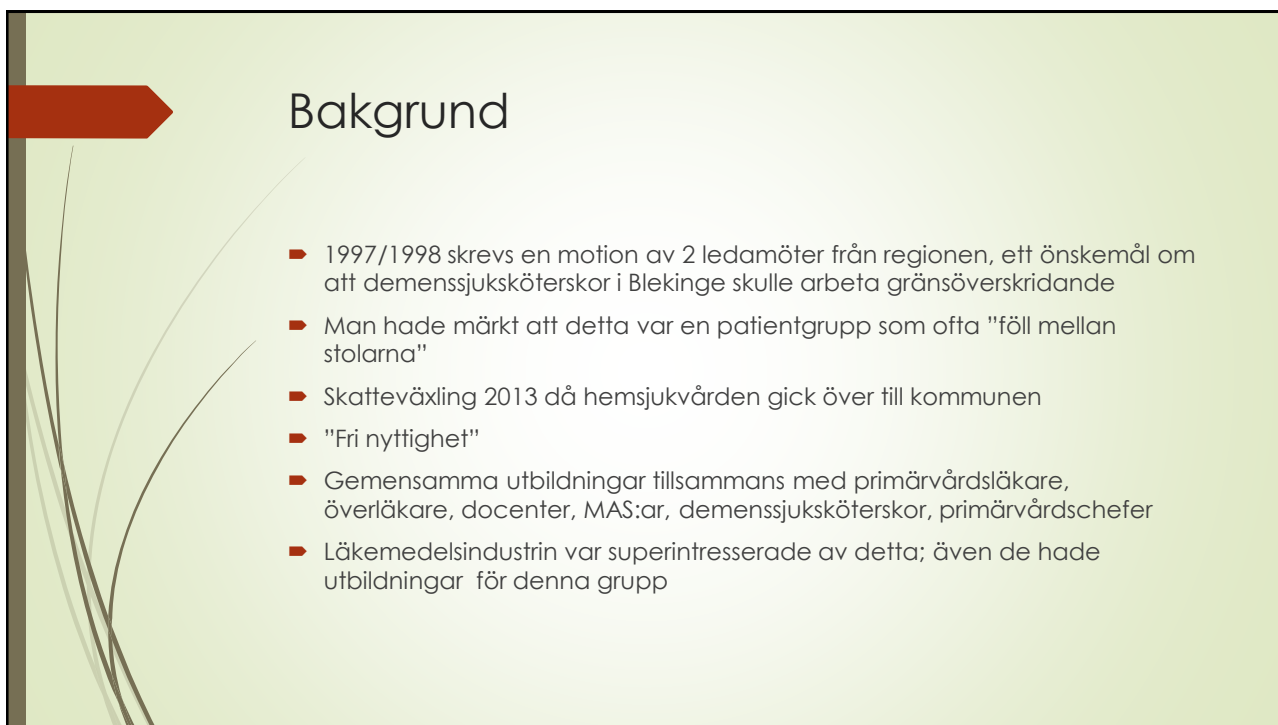 Bakgrund
1997/1998 skrevs en motion av 2 ledamöter från regionen, ett önskemål om
att demenssjuksköterskor i Blekinge skulle arbeta gränsöverskridande
Man hade märkt att detta var en patientgrupp som ofta ”föll mellan
stolarna”
Skatteväxling 2013 då hemsjukvården gick över till kommunen
”Fri nyttighet”
Gemensamma utbildningar tillsammans med primärvårdsläkare,
överläkare, docenter, MAS:ar, demenssjuksköterskor, primärvårdschefer
Läkemedelsindustrin var superintresserade av detta; även de hade
utbildningar  för denna grupp